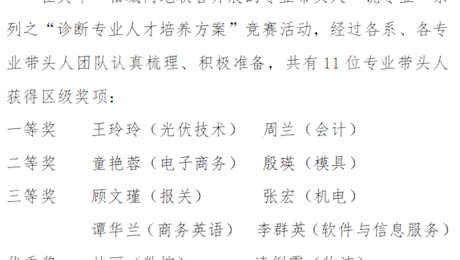 列之“诊断专业人才培养方案”竞赛活动，经过各系、各专
业带头人团队认真梳理、积极准备，共有 11 位专业带头人
获得区级奖项：
一等奖 王玲玲（光伏技术） 周兰（会计）
二等奖 童艳蓉（电子商务） 殷瑛（模具）
三等奖 顾文瑾（报关） 张宏（机电）
谭华兰（商务英语） 李群英（软件与信息服务）